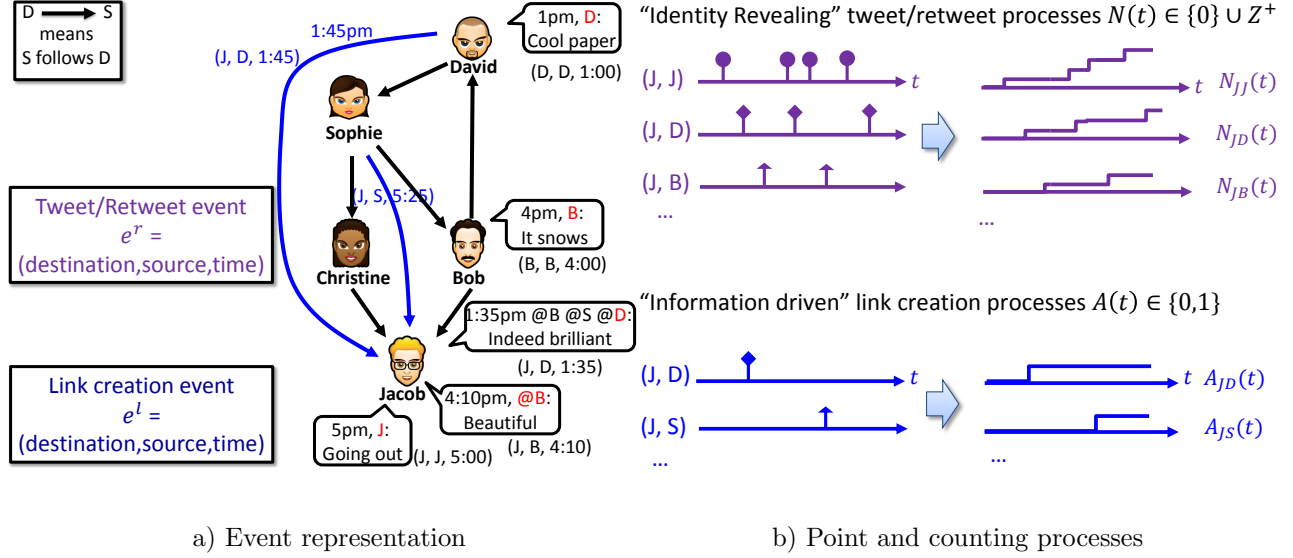 D S
means
S follows D
1:45pm
(J, D, 1:45)
David
1pm, D:
Cool paper
(D, D, 1:00)
Sophie
(J, S, 5:25)
Tweet/Retweet event
e^r =
(destination,source,time)
Christine
Bob
4pm, B:
It snows
(B, B, 4:00)
1:35pm @B @S @D:
Indeed brilliant
(J, D, 1:35)
Link creation event
e^l =
(destination,source,time)
Jacob
4:10pm, @B:
Beautiful
(J, B, 4:10)
5pm, J:
Going out
(J, J, 5:00)
a) Event representation
"Identity Revealing" tweet/retweet processes N(t) ∈ {0} ∪ Z⁺
(J, J) t t N_JJ(t)
(J, D) N_JD(t)
(J, B) N_JB(t)
... ...
"Information driven" link creation processes A(t) ∈ {0,1}
(J, D) t t A_JD(t)
(J, S) A_JS(t)
... ...
b) Point and counting processes